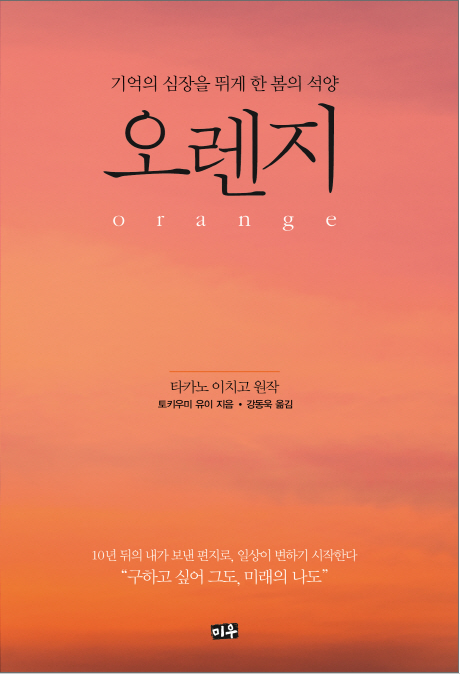 기억의 심장을 뛰게 한 봄의 석양
오렌지
orange
타카노 이치고 원작
토키우미 유이 지음 • 강동욱 옮김
10년 뒤의 내가 보낸 편지로, 일상이 변하기 시작한다
“구하고 싶어 그도, 미래의 나도”
미우